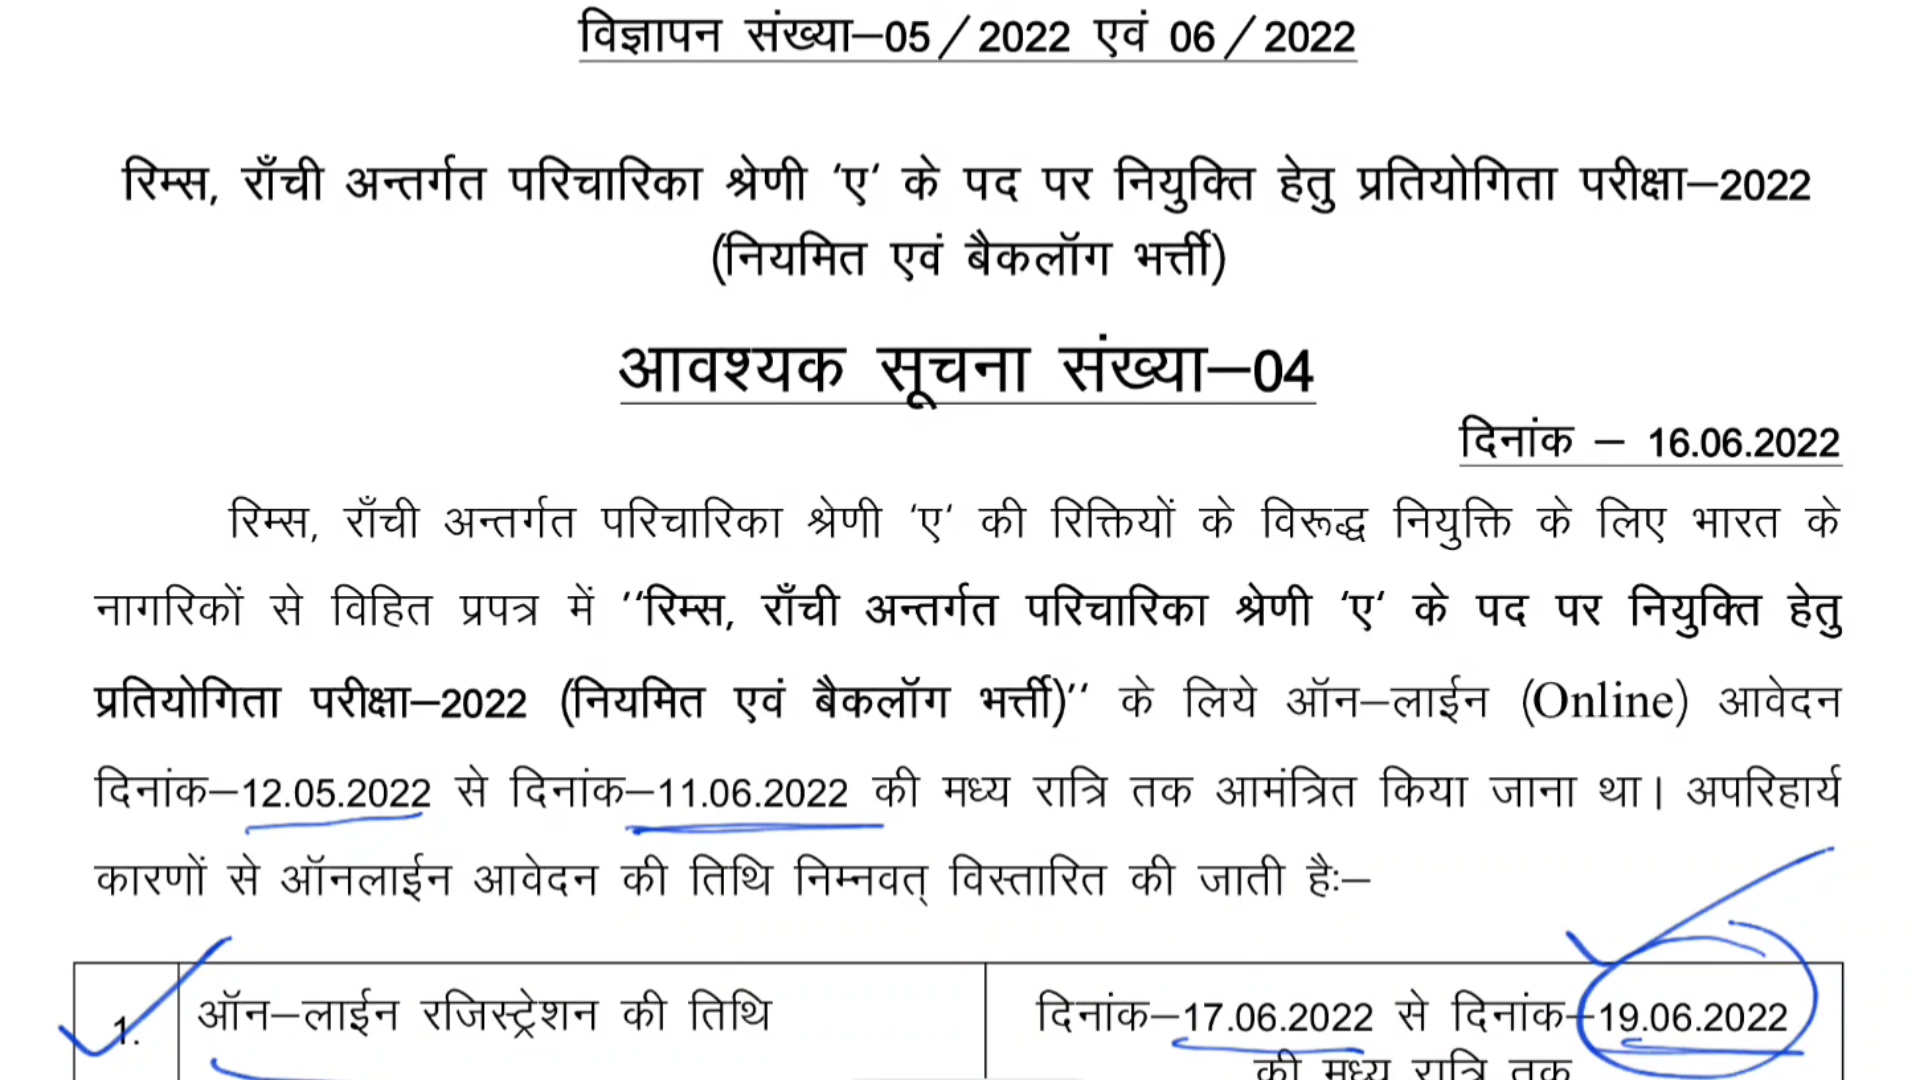 विज्ञापन संख्या–05/2022 एवं 06/2022
रिम्स, राँची अन्तर्गत परिचारिका श्रेणी ‘ए‘ के पद पर नियुक्ति हेतु प्रतियोगिता परीक्षा–2022
(नियमित एवं बैकलॉग भर्त्ती)
आवश्यक सूचना संख्या–04
दिनांक – 16.06.2022
रिम्स, राँची अन्तर्गत परिचारिका श्रेणी ‘ए‘ की रिक्तियों के विरूद्ध नियुक्ति के लिए भारत के
नागरिकों से विहित प्रपत्र में ‘‘रिम्स, राँची अन्तर्गत परिचारिका श्रेणी ‘ए‘ के पद पर नियुक्ति हेतु
प्रतियोगिता परीक्षा–2022 (नियमित एवं बैकलॉग भर्त्ती)‘‘ के लिये ऑन–लाईन (Online) आवेदन
दिनांक–12.05.2022 से दिनांक–11.06.2022 की मध्य रात्रि तक आमंत्रित किया जाना था। अपरिहार्य
कारणों से ऑनलाईन आवेदन की तिथि निम्नवत् विस्तारित की जाती है:–
1. ऑन–लाईन रजिस्ट्रेशन की तिथि दिनांक–17.06.2022 से दिनांक–19.06.2022
की मध्य रात्रि तक